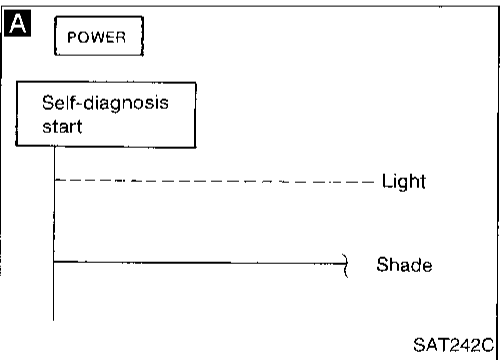 A
POWER
Self-diagnosis
start
Light
Shade
SAT242C